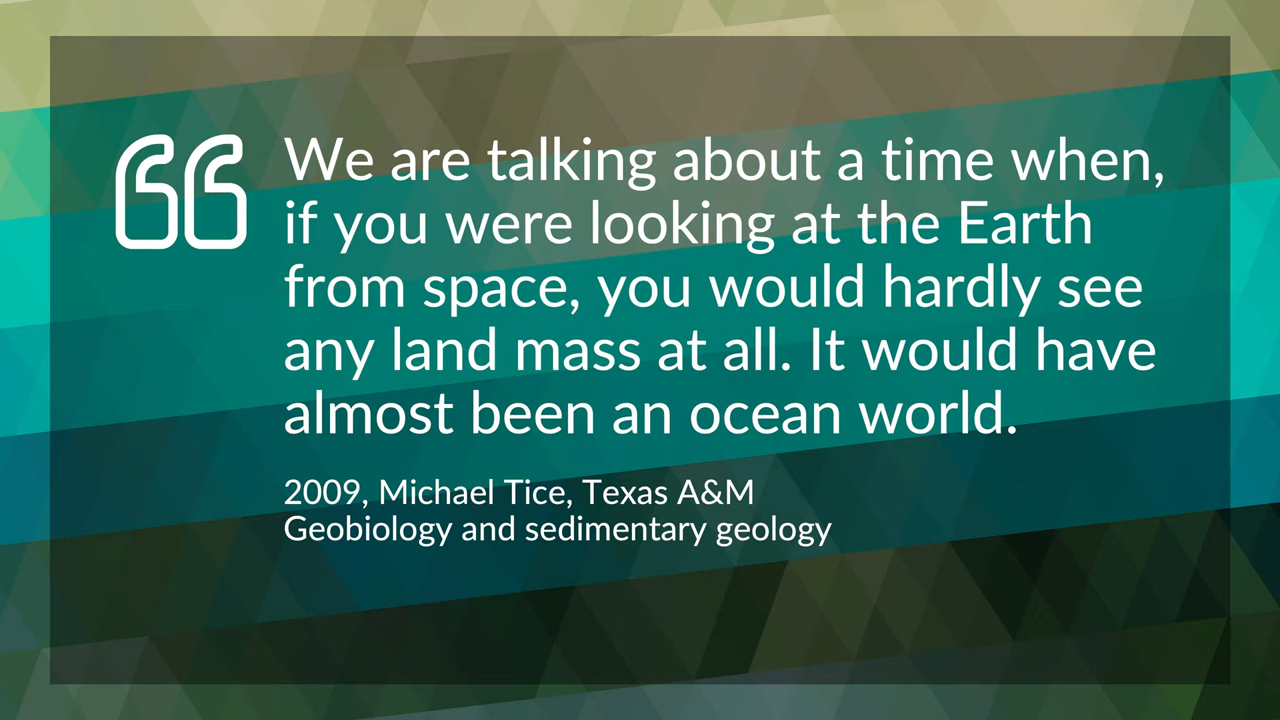 We are talking about a time when,
if you were looking at the Earth
from space, you would hardly see
any land mass at all. It would have
almost been an ocean world.
2009, Michael Tice, Texas A&M
Geobiology and sedimentary geology